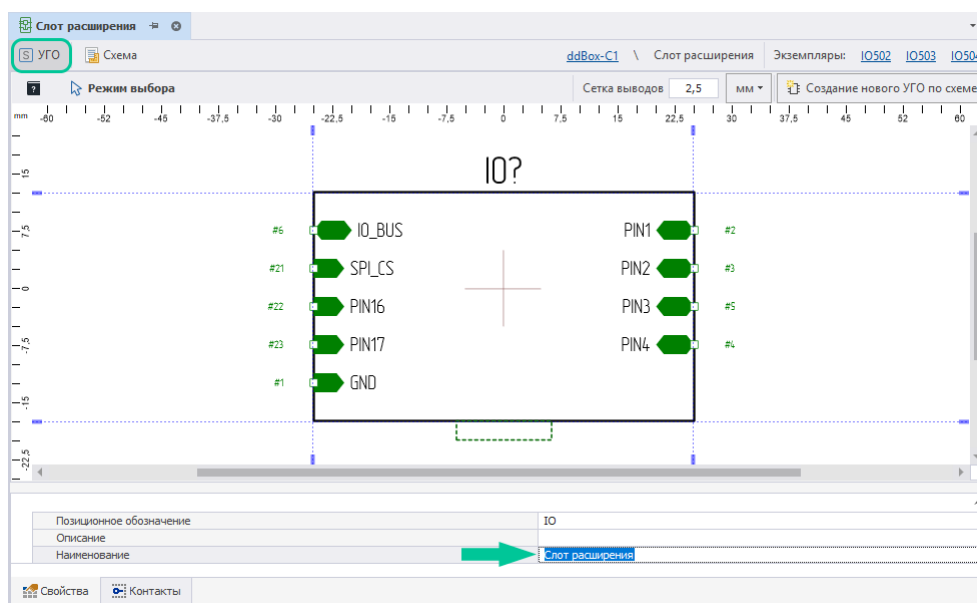 Слот расширения
S УГО Схема ddBox-C1 \ Слот расширения Экземпляры: IO502 IO503 IO504
? Режим выбора Сетка выводов 2,5 мм Создание нового УГО по схеме
mm -60 -52 -45 -37,5 -30 -22,5 -15 -7,5 0 7,5 15 22,5 30 37,5 45 52 60
-15
IO?
#6 IO_BUS PIN1 #2
-7,5
#21 SPI_CS PIN2 #3
0
#22 PIN16 PIN3 #5
-7,5
#23 PIN17 PIN4 #4
#1 GND
-15
-22,5
Позиционное обозначение IO
Описание
Наименование Слот расширения
Свойства Контакты